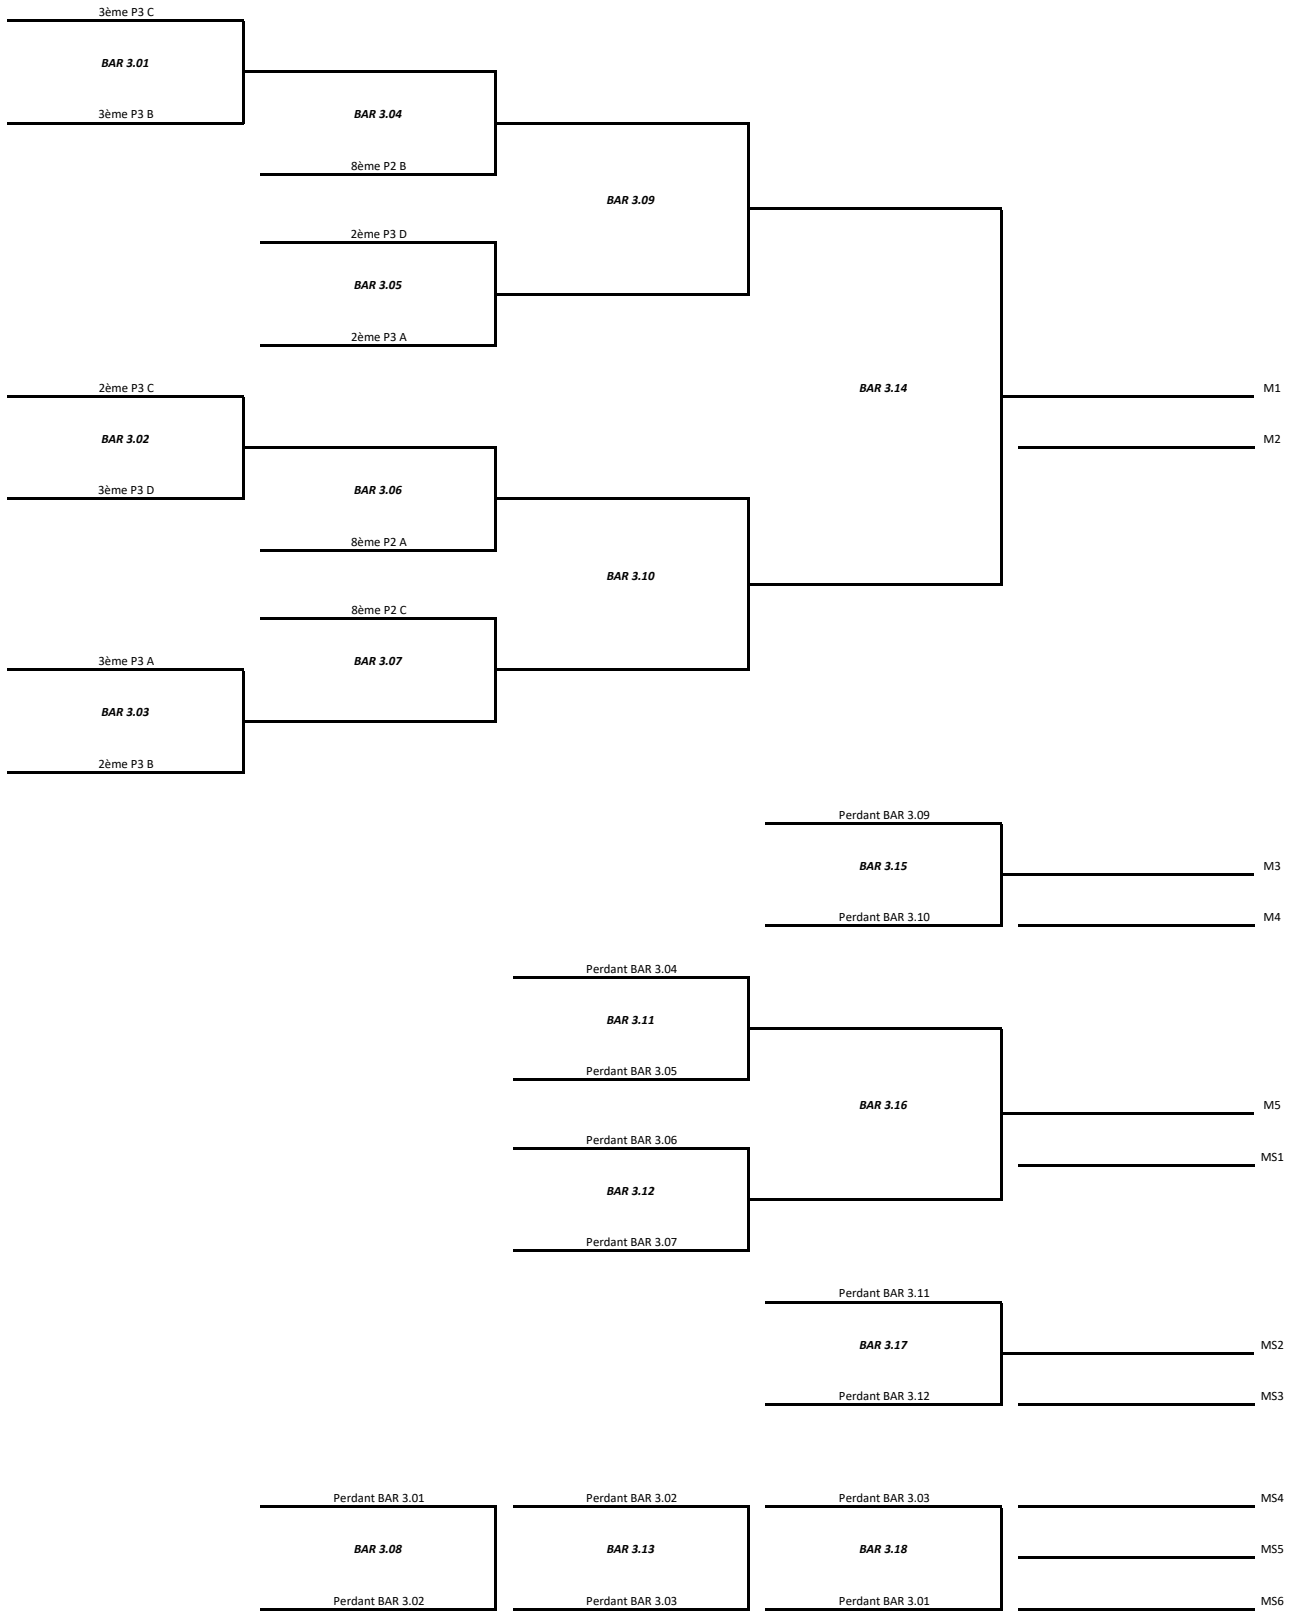 3ème P3 C
BAR 3.01
3ème P3 B
BAR 3.04
8ème P2 B
BAR 3.09
2ème P3 D
BAR 3.05
2ème P3 A
2ème P3 C
BAR 3.14
M1
BAR 3.02
M2
3ème P3 D
BAR 3.06
8ème P2 A
BAR 3.10
8ème P2 C
3ème P3 A
BAR 3.07
BAR 3.03
2ème P3 B
Perdant BAR 3.09
BAR 3.15
M3
Perdant BAR 3.10
M4
Perdant BAR 3.04
BAR 3.11
Perdant BAR 3.05
BAR 3.16
M5
Perdant BAR 3.06
MS1
BAR 3.12
Perdant BAR 3.07
Perdant BAR 3.11
BAR 3.17
MS2
Perdant BAR 3.12
MS3
Perdant BAR 3.01
Perdant BAR 3.02
Perdant BAR 3.03
MS4
BAR 3.08
BAR 3.13
BAR 3.18
MS5
Perdant BAR 3.02
Perdant BAR 3.03
Perdant BAR 3.01
MS6